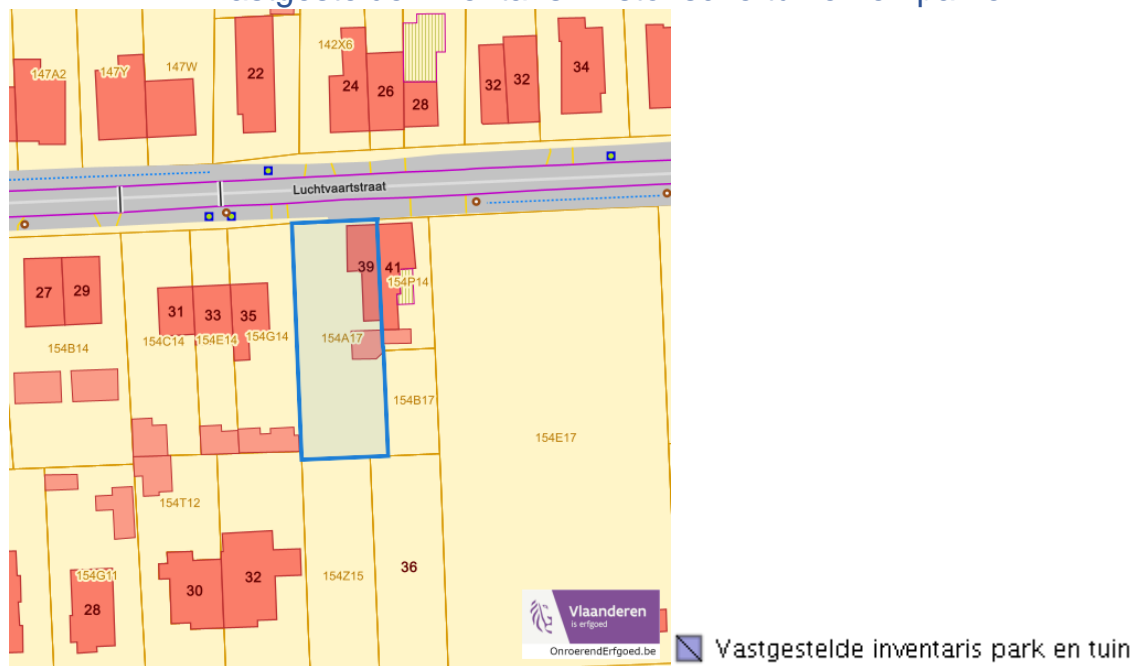 147A2
147Y
147W
22
142X6
24
26
28
32
32
34
Luchtvaartstraat
27
29
154B14
31
33
35
154C14
154E14
154G14
39
41
154P14
154A17
154B17
154E17
154T12
154G11
28
30
32
154Z15
36
Vlaanderen
is erfgoed
OnroerendErfgoed.be
Vastgestelde inventaris park en tuin